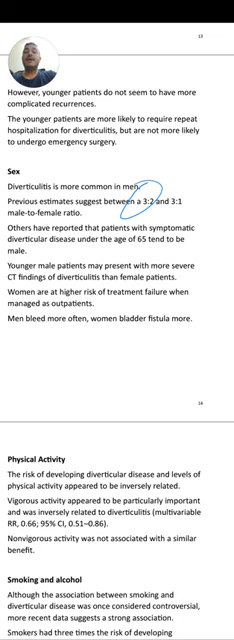 13
However, younger patients do not seem to have more
complicated recurrences.
The younger patients are more likely to require repeat
hospitalization for diverticulitis, but are not more likely
to undergo emergency surgery.
Sex
Diverticulitis is more common in men.
Previous estimates suggest between a 3:2 and 3:1
male-to-female ratio.
Others have reported that patients with symptomatic
diverticular disease under the age of 65 tend to be
male.
Younger male patients may present with more severe
CT findings of diverticulitis than female patients.
Women are at higher risk of treatment failure when
managed as outpatients.
Men bleed more often, women bladder fistula more.
14
Physical Activity
The risk of developing diverticular disease and levels of
physical activity appeared to be inversely related.
Vigorous activity appeared to be particularly important
and was inversely related to diverticulitis (multivariable
RR, 0.66; 95% CI, 0.51–0.86).
Nonvigorous activity was not associated with a similar
benefit.
Smoking and alcohol
Although the association between smoking and
diverticular disease was once considered controversial,
more recent data suggests a strong association.
Smokers had three times the risk of developing